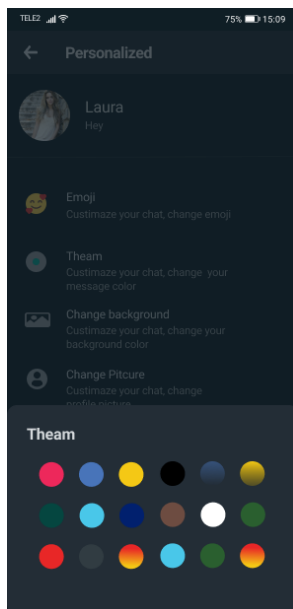 TELE2 75% 15:09
Personalized
Laura
Hey
Emoji
Custimaze your chat, change emoji
Theam
Custimaze your chat, change your
message color
Change background
Custimaze your chat, change your
background color
Change Pitcure
Custimaze your chat, change
profile picture
Theam